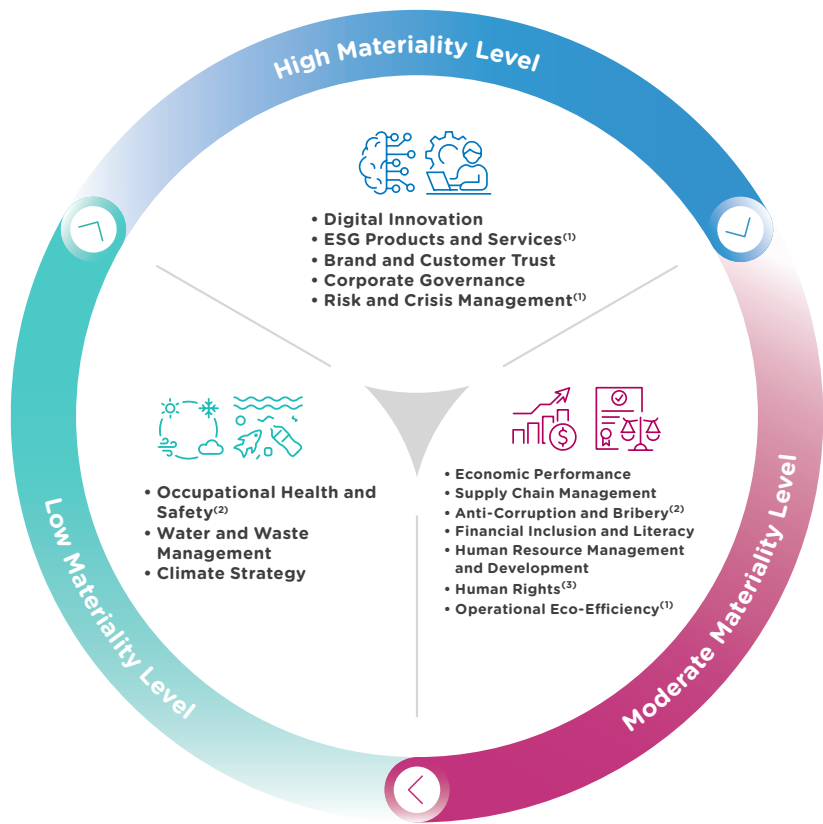 High Materiality Level
• Digital Innovation
• ESG Products and Services(1)
• Brand and Customer Trust
• Corporate Governance
• Risk and Crisis Management(1)
$
• Economic Performance
• Supply Chain Management
• Anti-Corruption and Bribery(2)
• Financial Inclusion and Literacy
• Human Resource Management
and Development
• Human Rights(3)
• Operational Eco-Efficiency(1)
Moderate Materiality Level
• Occupational Health and
Safety(2)
• Water and Waste
Management
• Climate Strategy
Low Materiality Level